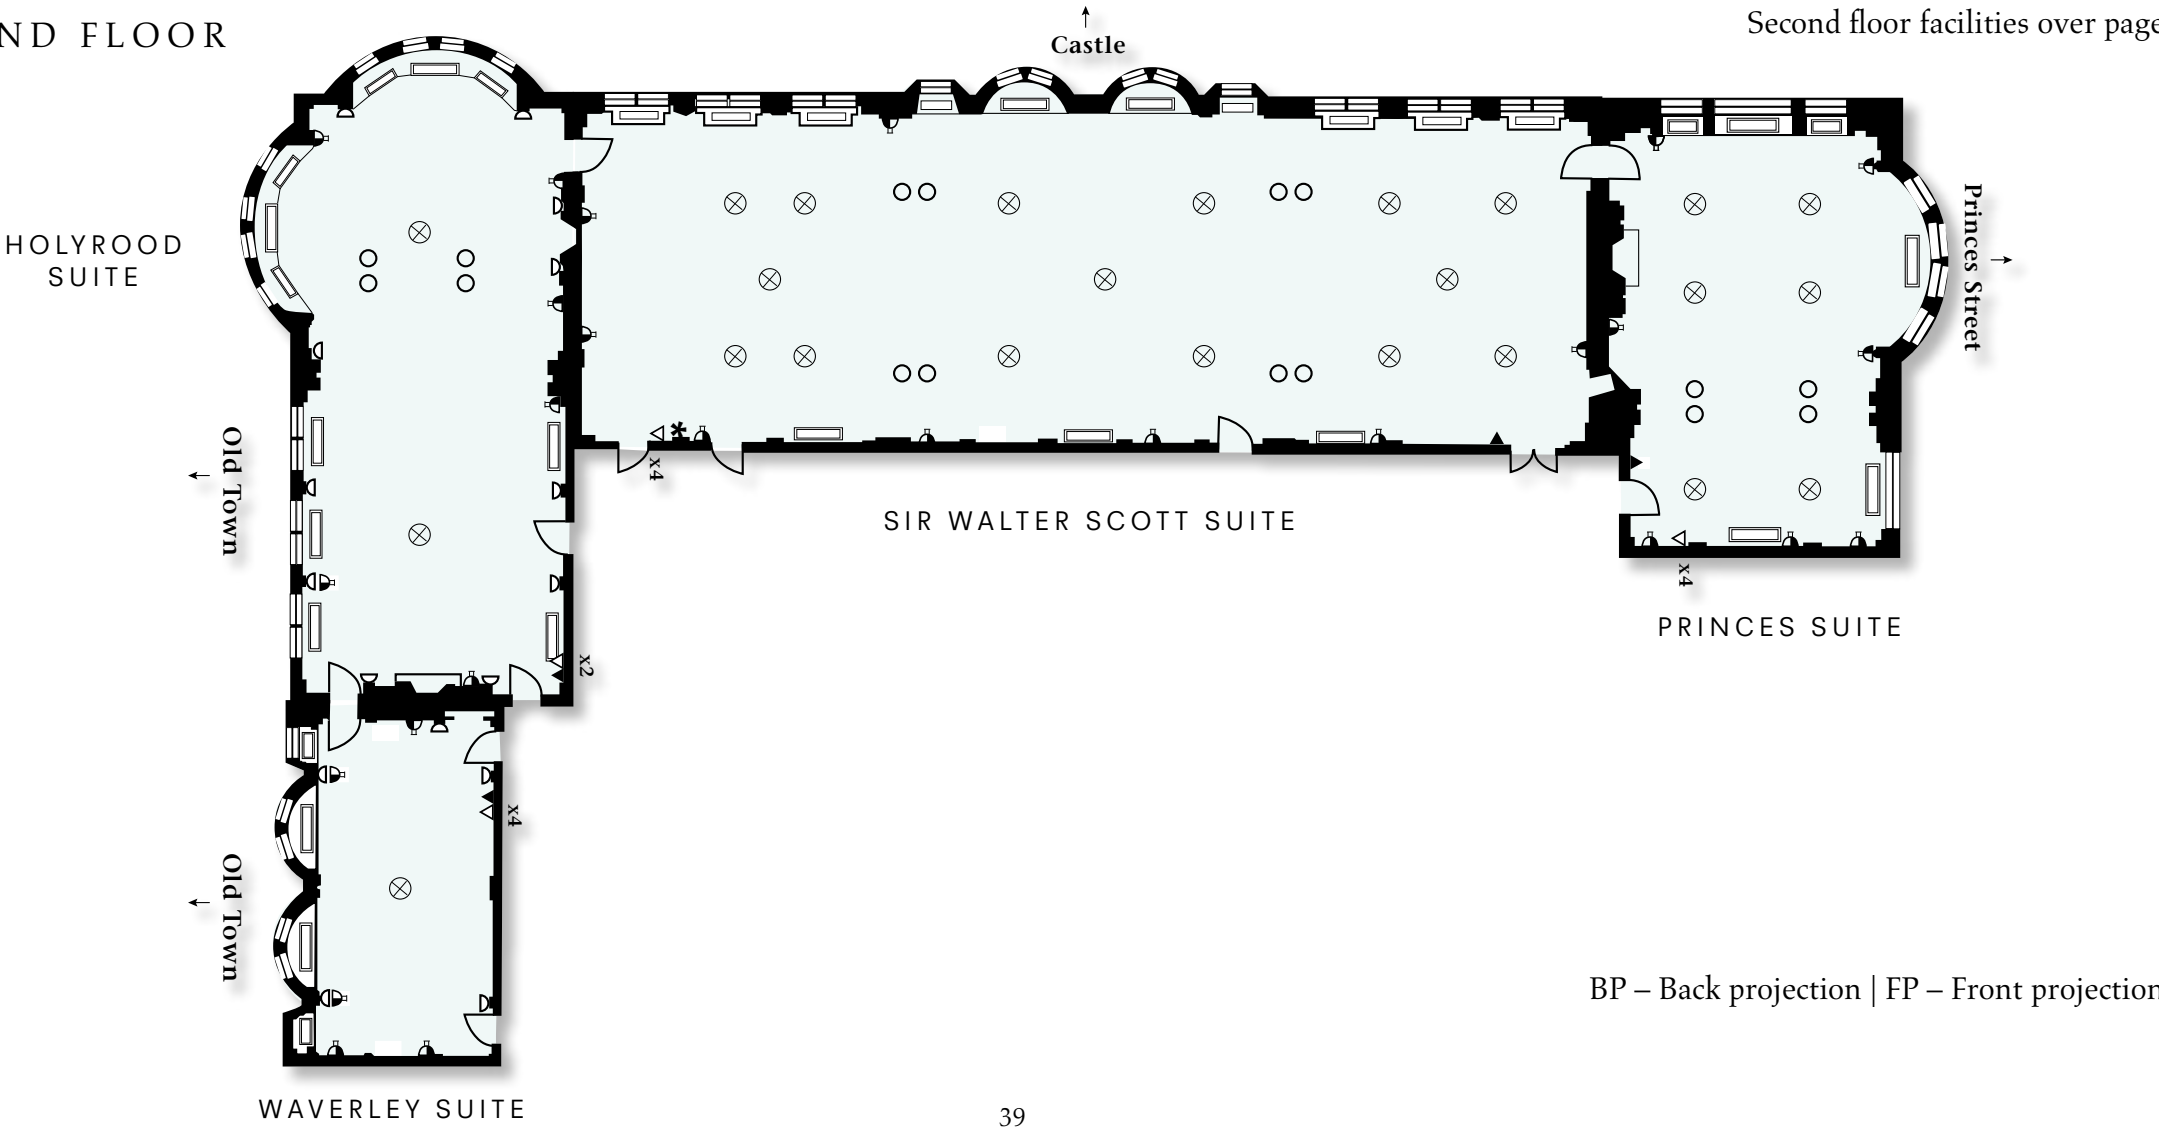 ND FLOOR
Castle
Second floor facilities over page
HOLYROOD
SUITE
Princes Street
Old Town
x4
SIR WALTER SCOTT SUITE
x4
PRINCES SUITE
x2
x4
Old Town
BP – Back projection | FP – Front projection
WAVERLEY SUITE
39